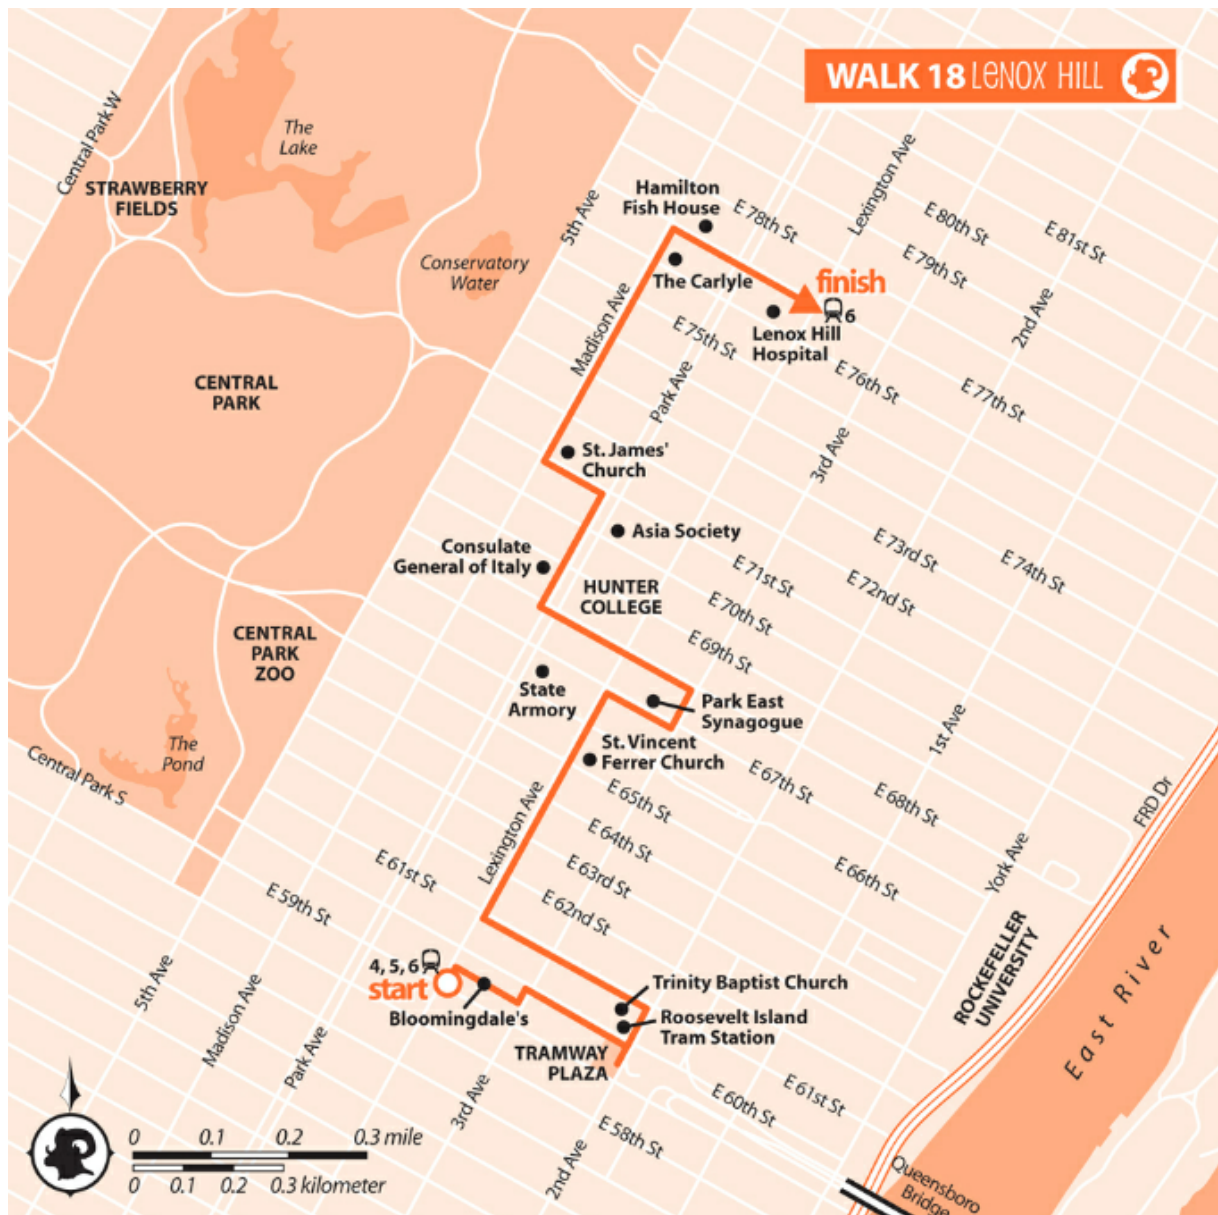 WALK 18 LENOX HILL
Central Park W
The
Lake
STRAWBERRY
FIELDS
Conservatory
Water
5th Ave
Hamilton
Fish House
E 78th St
Lexington Ave
E 80th St
E 81st St
E 79th St
The Carlyle
finish
6
Lenox Hill
Hospital
Madison Ave
E 75th St
2nd Ave
CENTRAL
PARK
Park Ave
E 76th St
E 77th St
St. James'
Church
3rd Ave
Asia Society
Consulate
General of Italy
HUNTER
COLLEGE
E 71st St
E 73rd St
E 74th St
E 72nd St
E 70th St
E 69th St
CENTRAL
PARK
ZOO
State
Armory
Park East
Synagogue
1st Ave
The
Pond
Central Park S
St. Vincent
Ferrer Church
E 67th St
E 68th St
FRD Dr
E 65th St
Lexington Ave
E 64th St
E 63rd St
E 66th St
York Ave
E 61st St
E 59th St
E 62nd St
ROCKEFELLER
UNIVERSITY
East River
5th Ave
4, 5, 6
start
Bloomingdale's
Trinity Baptist Church
Roosevelt Island
Tram Station
Madison Ave
Park Ave
TRAMWAY
PLAZA
3rd Ave
E 61st St
E 60th St
E 58th St
2nd Ave
Queensboro
Bridge
0 0.1 0.2 0.3 mile
0 0.1 0.2 0.3 kilometer